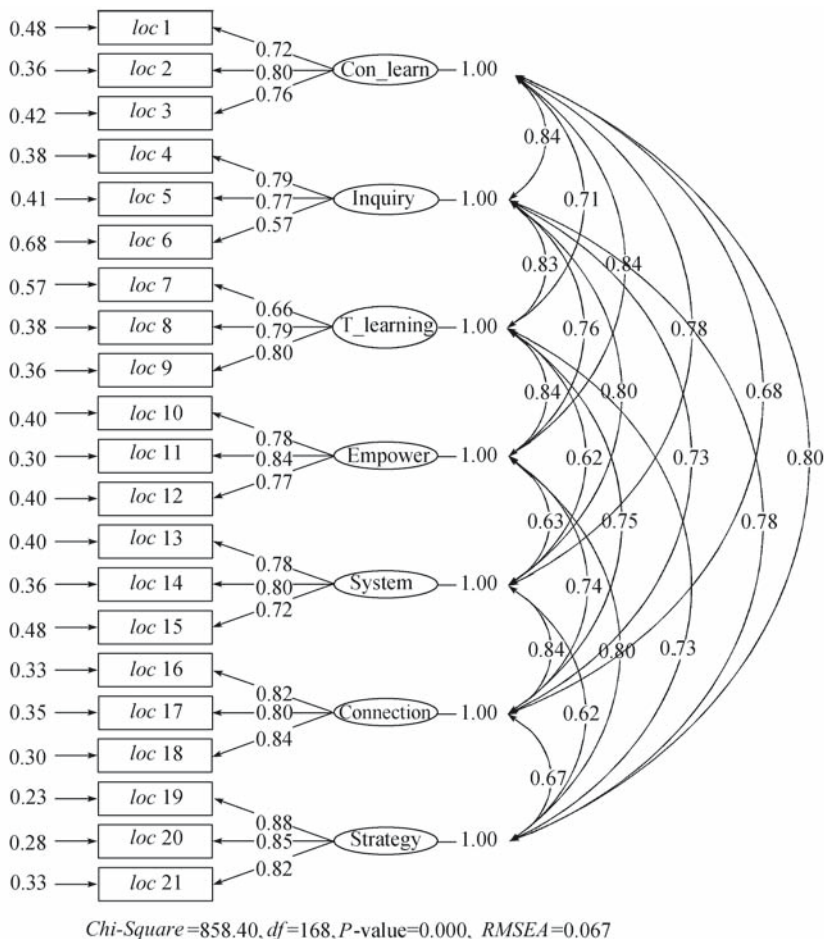 0.48 loc 1
0.72
0.36 loc 2 0.80 Con_learn 1.00
0.76
0.42 loc 3
0.84
0.38 loc 4
0.79
0.41 loc 5 0.77 Inquiry 1.00 0.71
0.57
0.68 loc 6
0.83 0.84
0.57 loc 7
0.66
0.38 loc 8 0.79 T_learning 1.00 0.76 0.78
0.80
0.36 loc 9
0.84 0.80 0.68
0.40 loc 10
0.78
0.30 loc 11 0.84 Empower 1.00 0.62 0.73 0.80
0.77
0.40 loc 12
0.63 0.75 0.78
0.40 loc 13
0.78
0.36 loc 14 0.80 System 1.00 0.74
0.72
0.48 loc 15
0.84 0.80 0.73
0.33 loc 16
0.82
0.35 loc 17 0.80 Connection 1.00 0.62
0.84
0.30 loc 18
0.67
0.23 loc 19
0.88
0.28 loc 20 0.85 Strategy 1.00
0.82
0.33 loc 21
Chi-Square=858.40, df=168, P-value=0.000, RMSEA=0.067